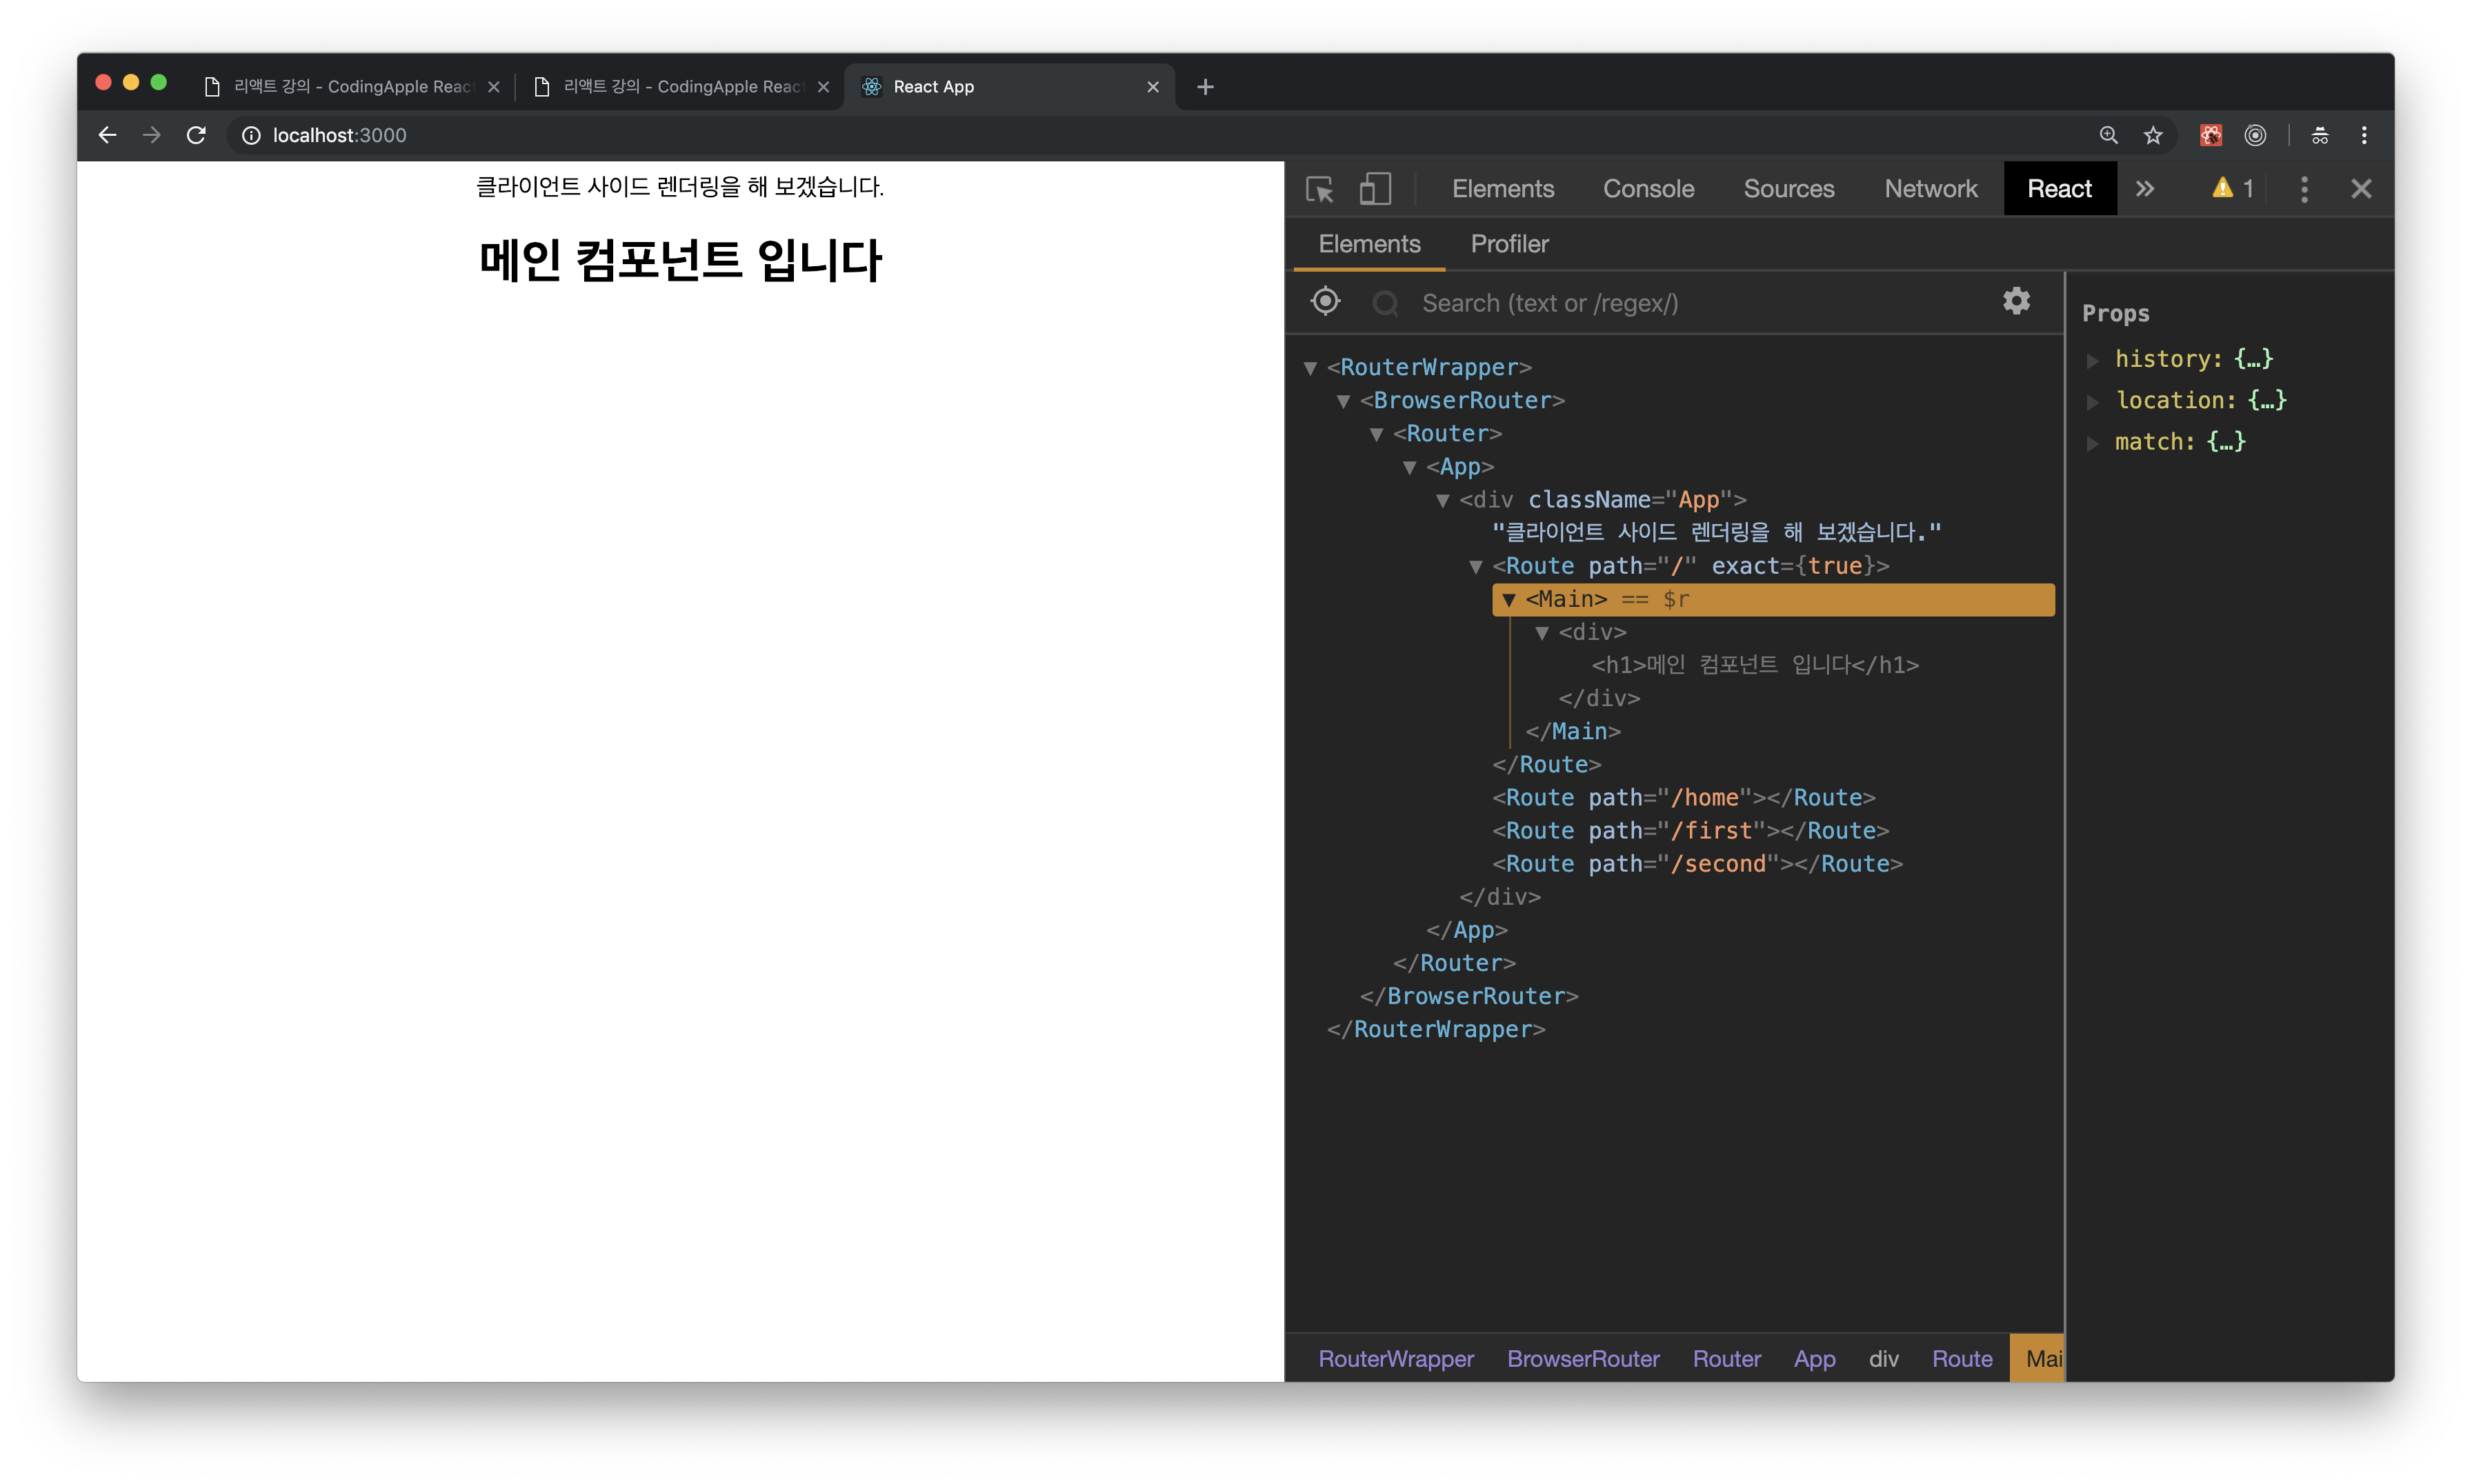 리액트 강의 - CodingApple Reac
리액트 강의 - CodingApple Reac
React App
localhost:3000
클라이언트 사이드 렌더링을 해 보겠습니다.
메인 컴포넌트 입니다
Elements Console Sources Network React 1
Elements Profiler
Search (text or /regex/)
<RouterWrapper>
<BrowserRouter>
<Router>
<App>
<div className="App">
"클라이언트 사이드 렌더링을 해 보겠습니다."
<Route path="/" exact={true}>
<Main> == $r
<div>
<h1>메인 컴포넌트 입니다</h1>
</div>
</Main>
</Route>
<Route path="/home"></Route>
<Route path="/first"></Route>
<Route path="/second"></Route>
</div>
</App>
</Router>
</BrowserRouter>
</RouterWrapper>
RouterWrapper BrowserRouter Router App div Route Mai
Props
history: {…}
location: {…}
match: {…}